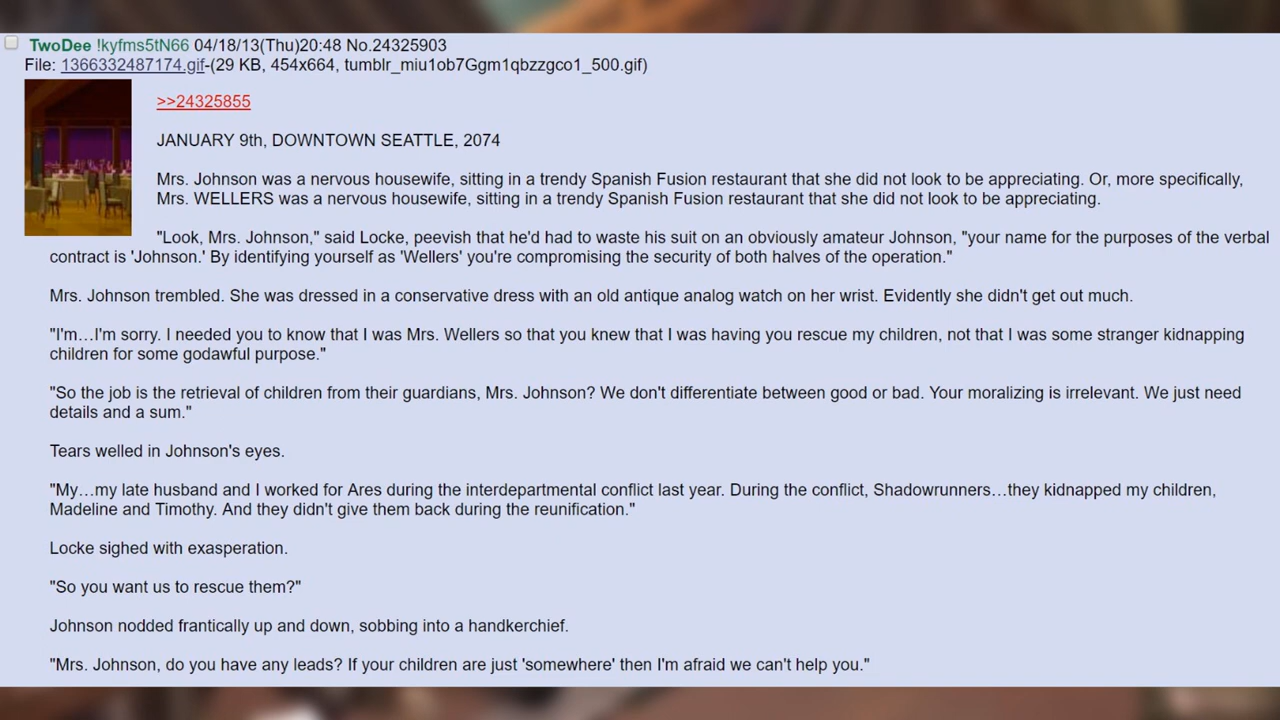 TwoDee !kyfms5tN66 04/18/13(Thu)20:48 No.24325903
File: 1366332487174.gif-(29 KB, 454x664, tumblr_miu1ob7Ggm1qbzzgco1_500.gif)
>>24325855
JANUARY 9th, DOWNTOWN SEATTLE, 2074
Mrs. Johnson was a nervous housewife, sitting in a trendy Spanish Fusion restaurant that she did not look to be appreciating. Or, more specifically,
Mrs. WELLERS was a nervous housewife, sitting in a trendy Spanish Fusion restaurant that she did not look to be appreciating.
"Look, Mrs. Johnson," said Locke, peevish that he'd had to waste his suit on an obviously amateur Johnson, "your name for the purposes of the verbal
contract is 'Johnson.' By identifying yourself as 'Wellers' you're compromising the security of both halves of the operation."
Mrs. Johnson trembled. She was dressed in a conservative dress with an old antique analog watch on her wrist. Evidently she didn't get out much.
"I'm…I'm sorry. I needed you to know that I was Mrs. Wellers so that you knew that I was having you rescue my children, not that I was some stranger kidnapping
children for some godawful purpose."
"So the job is the retrieval of children from their guardians, Mrs. Johnson? We don't differentiate between good or bad. Your moralizing is irrelevant. We just need
details and a sum."
Tears welled in Johnson's eyes.
"My…my late husband and I worked for Ares during the interdepartmental conflict last year. During the conflict, Shadowrunners…they kidnapped my children,
Madeline and Timothy. And they didn't give them back during the reunification."
Locke sighed with exasperation.
"So you want us to rescue them?"
Johnson nodded frantically up and down, sobbing into a handkerchief.
"Mrs. Johnson, do you have any leads? If your children are just 'somewhere' then I'm afraid we can't help you."